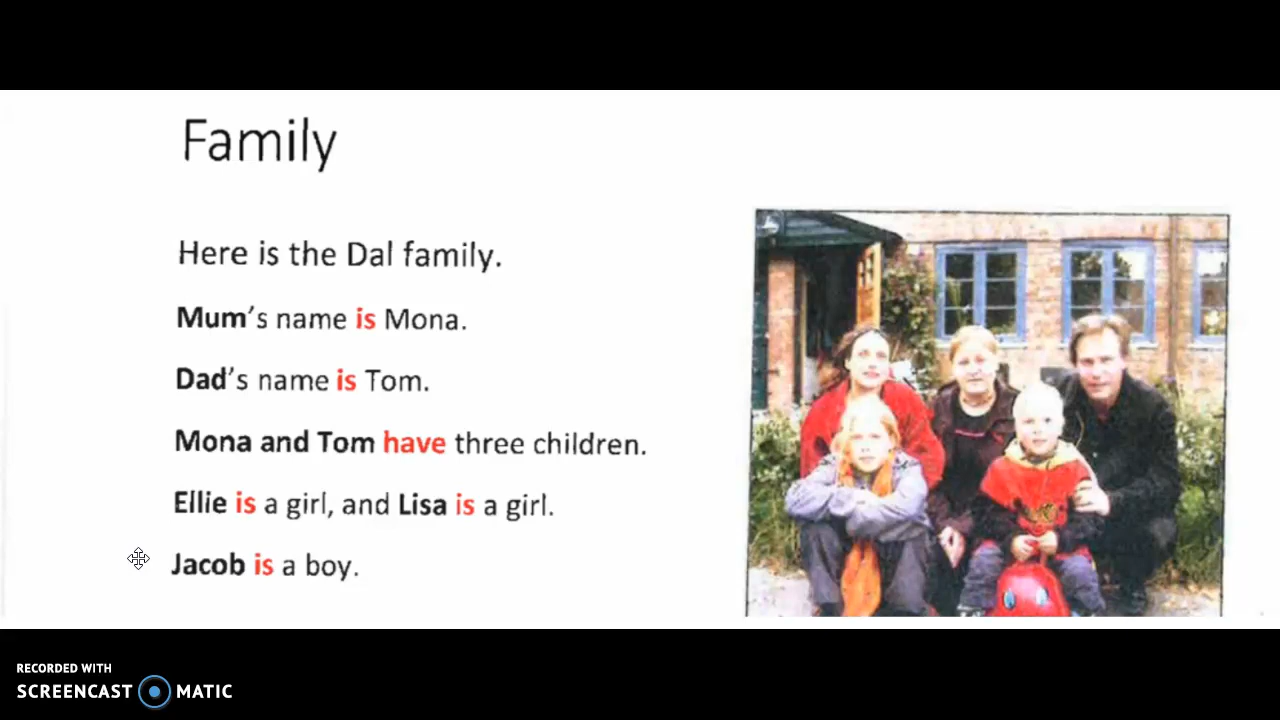 Family
Here is the Dal family.
Mum's name is Mona.
Dad's name is Tom.
Mona and Tom have three children.
Ellie is a girl, and Lisa is a girl.
Jacob is a boy.
RECORDED WITH
SCREENCAST MATIC